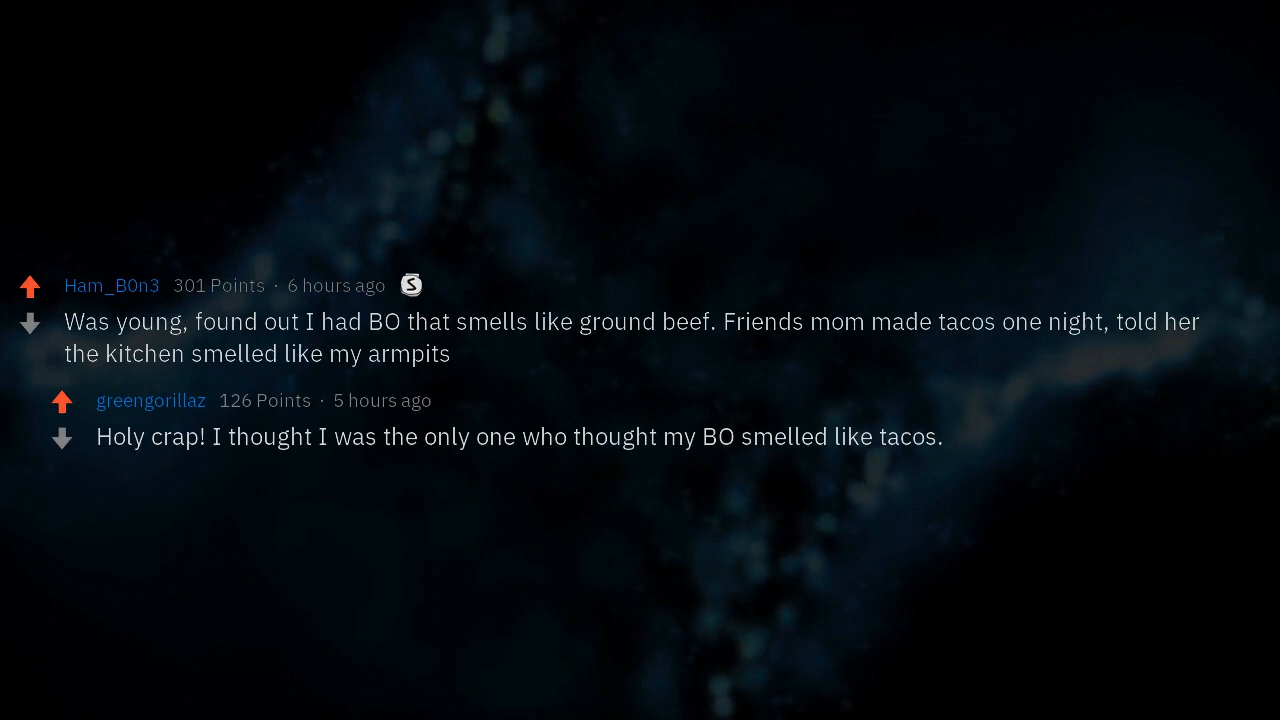 Ham_B0n3 301 Points · 6 hours ago S
Was young, found out I had BO that smells like ground beef. Friends mom made tacos one night, told her
the kitchen smelled like my armpits
greengorillaz 126 Points · 5 hours ago
Holy crap! I thought I was the only one who thought my BO smelled like tacos.